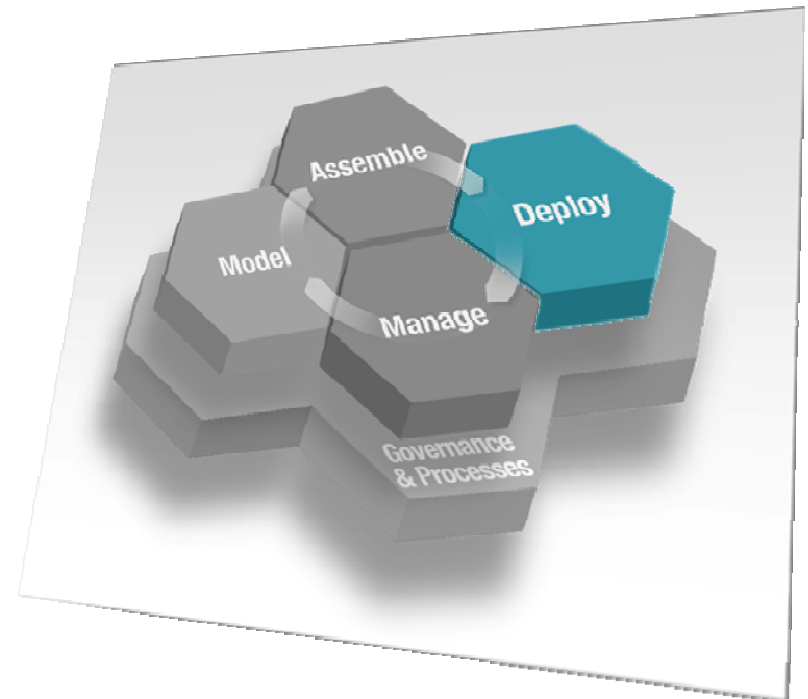 Assemble
Deploy
Model
Manage
Governance
& Processes